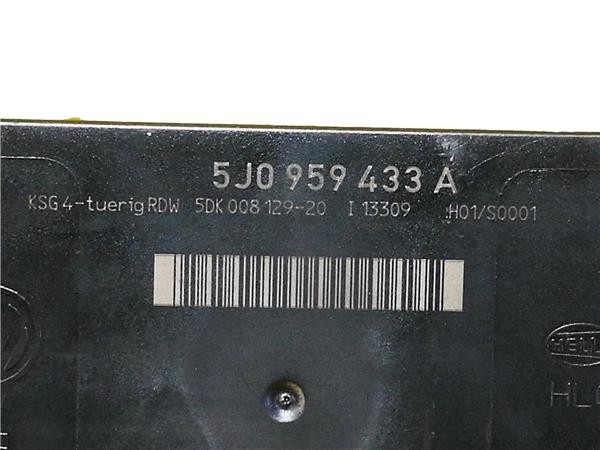 5J0 959 433 A
KSG 4-tuerig RDW 5DK 008 129-20 I 13309 H01/S0001